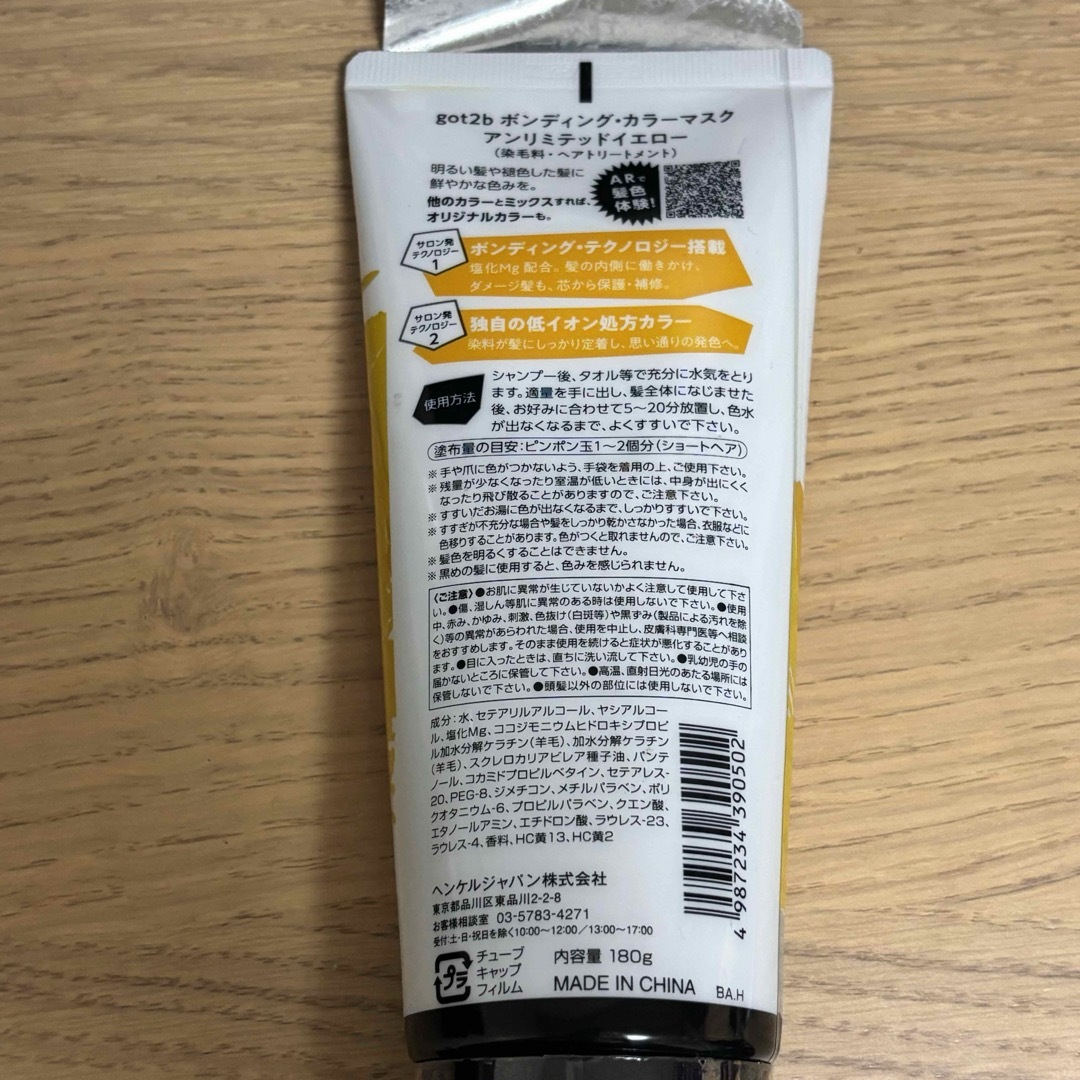 got2b ボンディング・カラーマスク
アンリミテッドイエロー
(染毛料・ヘアトリートメント)
明るい髪や褪色した髪に
鮮やかな色みを。
他のカラーとミックスすれば、
オリジナルカラーも。
ARで
髪色
体験!
サロン発
テクノロジー
1
ボンディング・テクノロジー搭載
塩化Mg配合。髪の内側に働きかけ、
ダメージ髪も、芯から保護・補修。
サロン発
テクノロジー
2
独自の低イオン処方カラー
染料が髪にしっかり定着し、思い通りの発色へ。
使用方法
シャンプー後、タオル等で充分に水気をとり
ます。適量を手に出し、髪全体になじませた
後、お好みに合わせて5〜20分放置し、色水
が出なくなるまで、よくすすいで下さい。
塗布量の目安:ピンポン玉1〜2個分(ショートヘア)
※手や爪に色がつかないよう、手袋を着用の上、ご使用下さい。
※残量が少なくなったり室温が低いときには、中身が出にくく
なったり飛び散ることがありますので、ご注意下さい。
※すすいだお湯に色が出なくなるまで、しっかりすすいで下さい。
※すすぎが不充分な場合や髪をしっかり乾かさなかった場合、衣服などに
色移りすることがあります。色がつくと取れませんので、ご注意下さい。
※髪色を明るくすることはできません。
※黒めの髪に使用すると、色みを感じられません。
〈ご注意〉●お肌に異常が生じていないかよく注意して使用して下さ
い。●傷、湿しん等肌に異常のある時は使用しないで下さい。●使用
中、赤み、かゆみ、刺激、色抜け(白斑等)や黒ずみ(製品による汚れを除
く)等の異常があらわれた場合、使用を中止し、皮膚科専門医等へ相談
をおすすめします。そのまま使用を続けると症状が悪化することがあり
ます。●目に入ったときは、直ちに洗い流して下さい。●乳幼児の手の
届かないところに保管して下さい。●高温、直射日光のあたる場所には
保管しないで下さい。●頭髪以外の部位には使用しないで下さい。
成分:水、セテアリルアルコール、ヤシアルコー
ル、塩化Mg、ココジモニウムヒドロキシプロピ
ル加水分解ケラチン(羊毛)、加水分解ケラチン
(羊毛)、スクレロカリアビレア種子油、パンテ
ノール、コカミドプロピルベタイン、セテアレス-
20、PEG-8、ジメチコン、メチルパラベン、ポリ
クオタニウム-6、プロピルパラベン、クエン酸、
エタノールアミン、エチドロン酸、ラウレス-23、
ラウレス-4、香料、HC黄13、HC黄2
4 987234 390502
ヘンケルジャパン株式会社
東京都品川区東品川2-2-8
お客様相談室 03-5783-4271
受付:土・日・祝日を除く10:00〜12:00/13:00〜17:00
プラ
チューブ
キャップ
フィルム
内容量 180g
MADE IN CHINA
BA.H